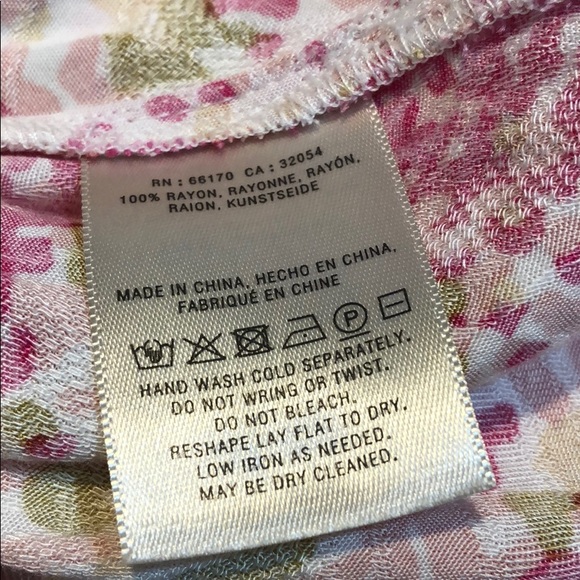 RN : 66170 CA : 32054
100% RAYON, RAYONNE, RAYÓN,
RAION, KUNSTSEIDE
MADE IN CHINA, HECHO EN CHINA,
FABRIQUÉ EN CHINE
P
HAND WASH COLD SEPARATELY.
DO NOT WRING OR TWIST.
DO NOT BLEACH.
RESHAPE LAY FLAT TO DRY.
LOW IRON AS NEEDED.
MAY BE DRY CLEANED.